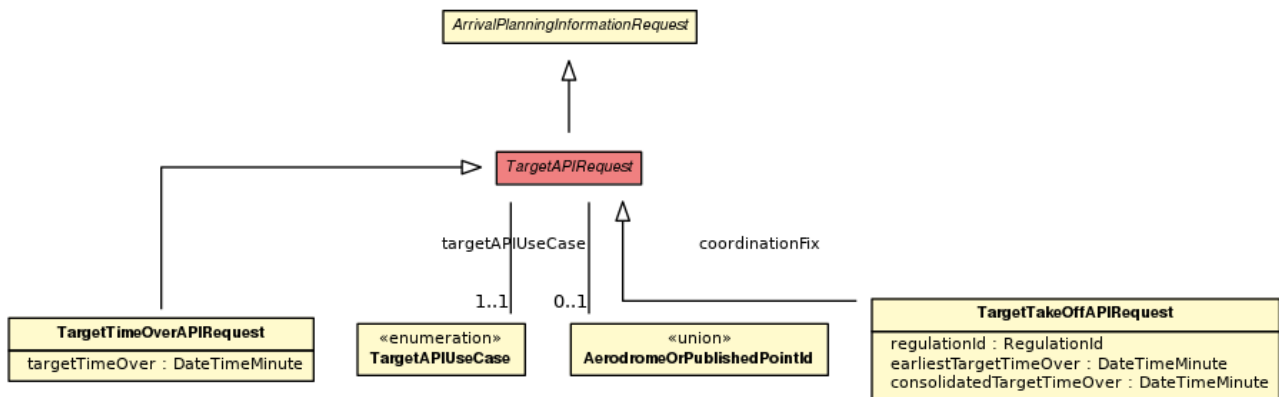 ArrivalPlanningInformationRequest
TargetAPIRequest
targetAPIUseCase
coordinationFix
1..1
0..1
TargetTimeOverAPIRequest
targetTimeOver : DateTimeMinute
«enumeration»
TargetAPIUseCase
«union»
AerodromeOrPublishedPointId
TargetTakeOffAPIRequest
regulationId : RegulationId
earliestTargetTimeOver : DateTimeMinute
consolidatedTargetTimeOver : DateTimeMinute